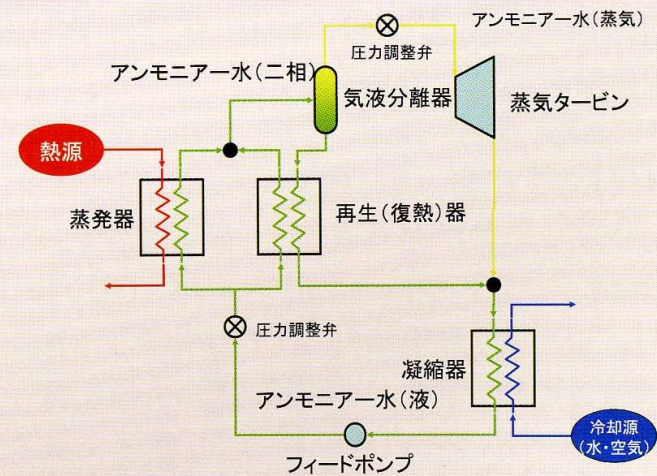 アンモニアー水(蒸気)
圧力調整弁
アンモニアー水(二相)
気液分離器
蒸気タービン
熱源
蒸発器
再生(復熱)器
圧力調整弁
凝縮器
アンモニアー水(液)
冷却源
(水・空気)
フィードポンプ